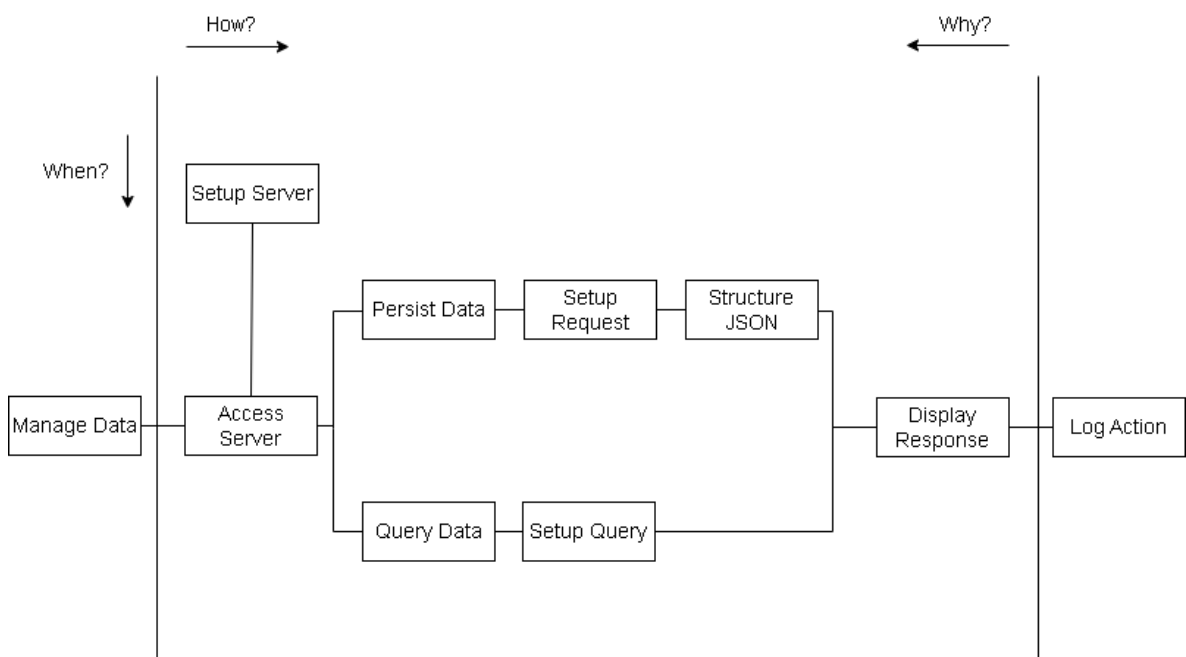 How?
Why?
When?
Setup Server
Persist Data
Setup
Request
Structure
JSON
Manage Data
Access
Server
Display
Response
Log Action
Query Data
Setup Query